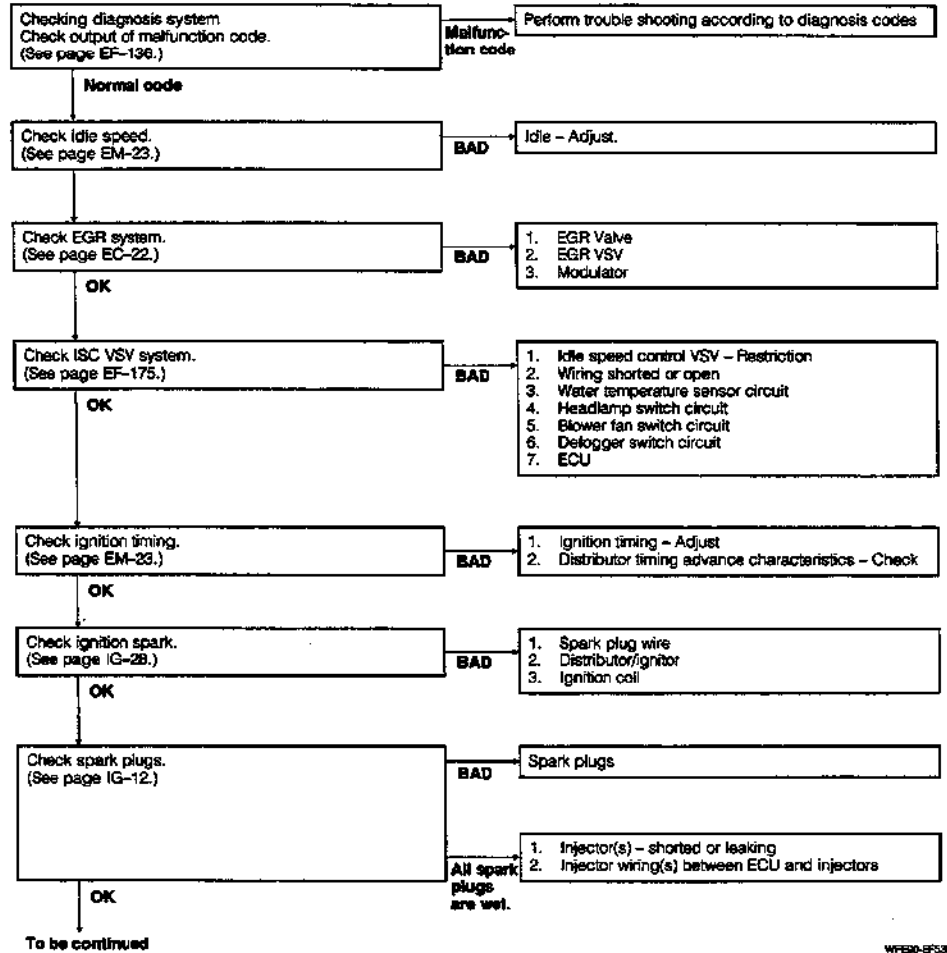 Checking diagnosis system
Check output of malfunction code.
(See page EF–136.)
Malfunc-
tion code
Perform trouble shooting according to diagnosis codes
Normal code
Check idle speed.
(See page EM–23.)
BAD
Idle – Adjust.
Check EGR system.
(See page EC–22.)
BAD
1. EGR Valve
2. EGR VSV
3. Modulator
OK
Check ISC VSV system.
(See page EF–175.)
BAD
1. Idle speed control VSV – Restriction
2. Wiring shorted or open
3. Water temperature sensor circuit
4. Headlamp switch circuit
5. Blower fan switch circuit
6. Defogger switch circuit
7. ECU
OK
Check ignition timing.
(See page EM–23.)
BAD
1. Ignition timing – Adjust
2. Distributor timing advance characteristics – Check
OK
Check ignition spark.
(See page IG–28.)
BAD
1. Spark plug wire
2. Distributor/ignitor
3. Ignition coil
OK
Check spark plugs.
(See page IG–12.)
BAD
Spark plugs
All spark
plugs
are wet.
1. Injector(s) – shorted or leaking
2. Injector wiring(s) between ECU and injectors
OK
To be continued